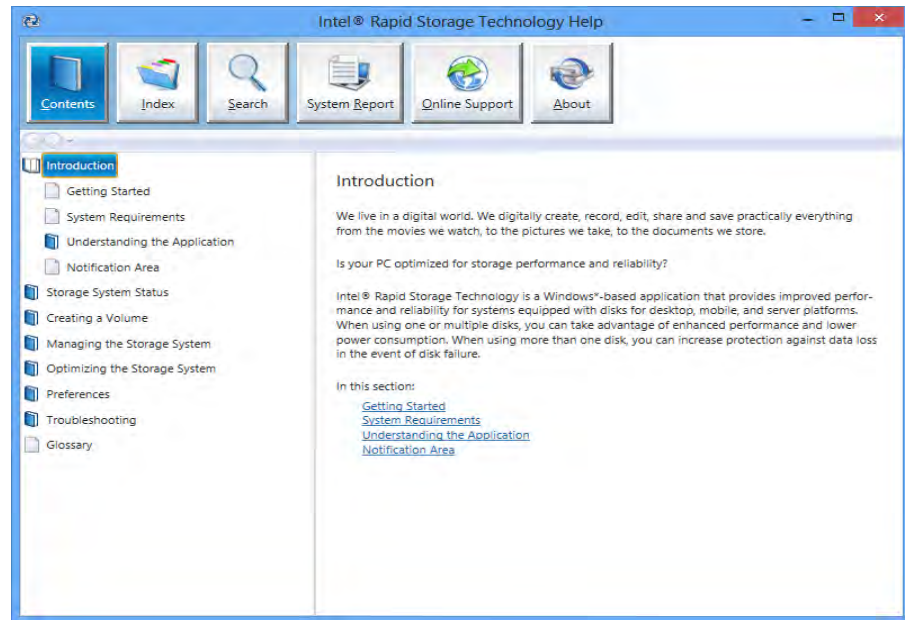 Intel® Rapid Storage Technology Help
Contents
Index
Search
System Report
Online Support
About
Introduction
Getting Started
System Requirements
Understanding the Application
Notification Area
Storage System Status
Creating a Volume
Managing the Storage System
Optimizing the Storage System
Preferences
Troubleshooting
Glossary
Introduction
We live in a digital world. We digitally create, record, edit, share and save practically everything
from the movies we watch, to the pictures we take, to the documents we store.
Is your PC optimized for storage performance and reliability?
Intel® Rapid Storage Technology is a Windows*-based application that provides improved perfor-
mance and reliability for systems equipped with disks for desktop, mobile, and server platforms.
When using one or multiple disks, you can take advantage of enhanced performance and lower
power consumption. When using more than one disk, you can increase protection against data loss
in the event of disk failure.
In this section:
Getting Started
System Requirements
Understanding the Application
Notification Area